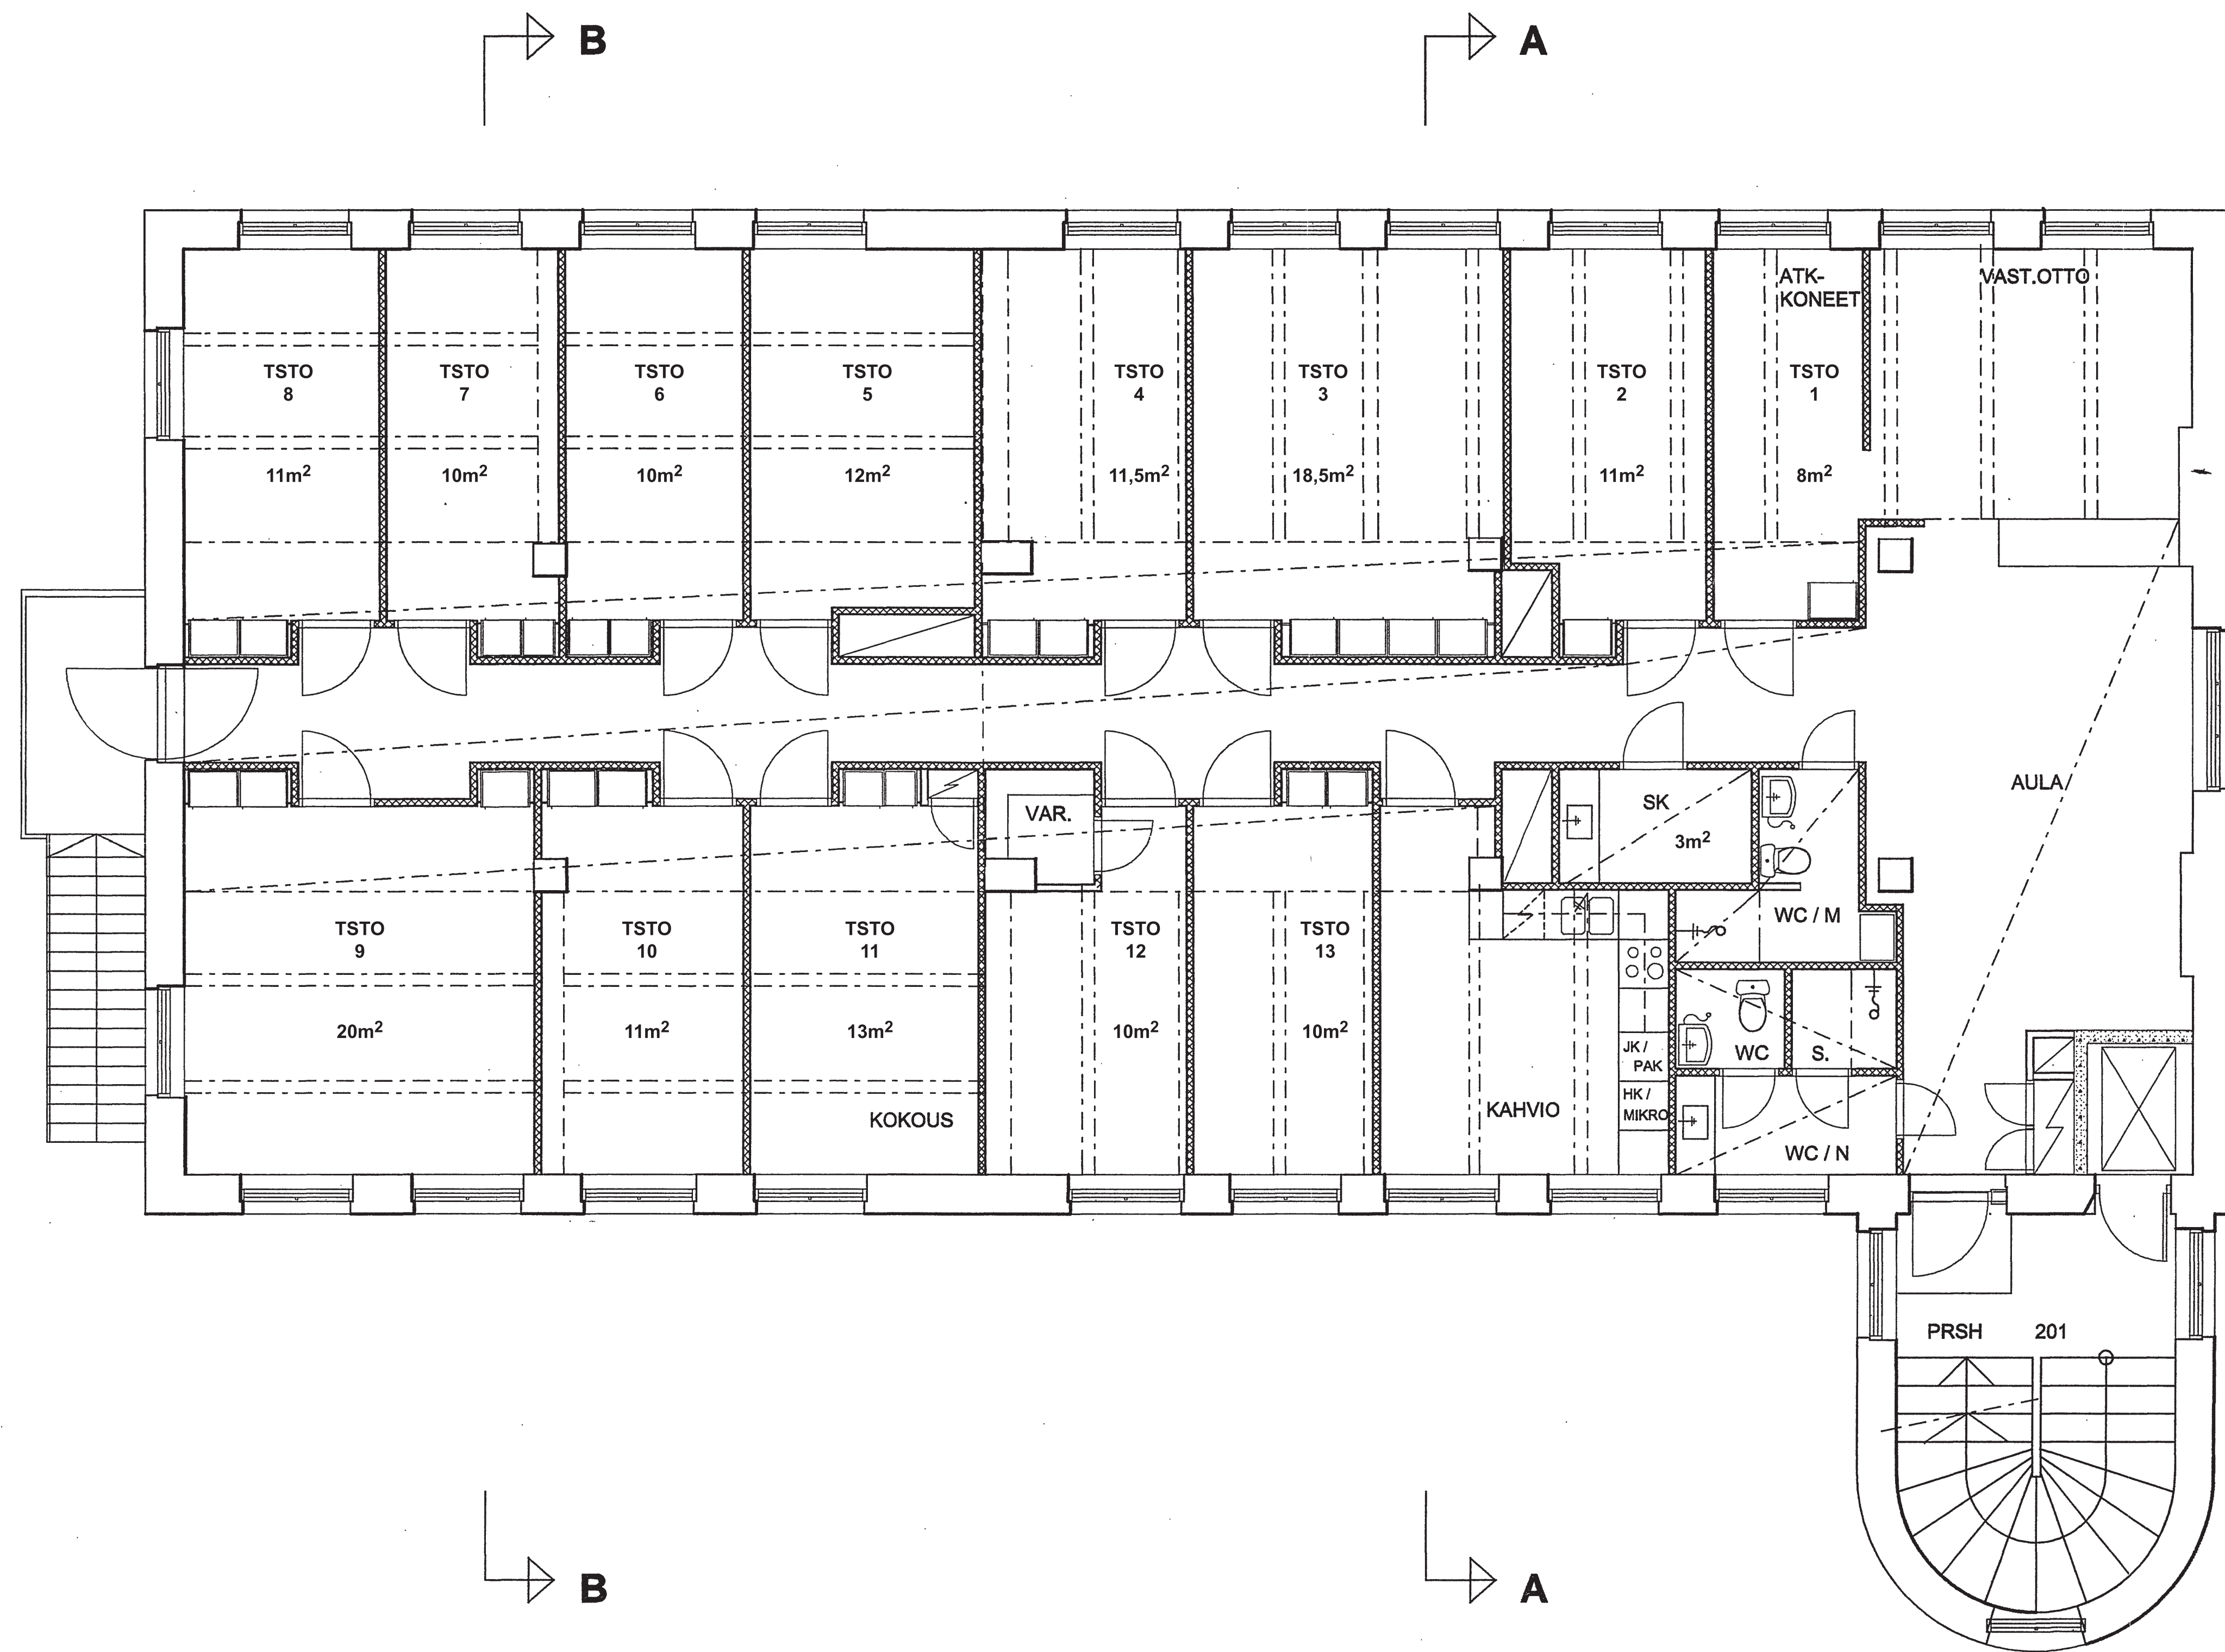 B
A
ATK-
KONEET
VAST.OTTO
TSTO
8
11m²
TSTO
7
10m²
TSTO
6
10m²
TSTO
5
12m²
TSTO
4
11,5m²
TSTO
3
18,5m²
TSTO
2
11m²
TSTO
1
8m²
AULA
VAR.
SK
3m²
TSTO
9
20m²
TSTO
10
11m²
TSTO
11
13m²
KOKOUS
TSTO
12
10m²
TSTO
13
10m²
KAHVIO
JK /
PAK
HK /
MIKRO
WC / M
WC
S.
WC / N
PRSH 201
B
A